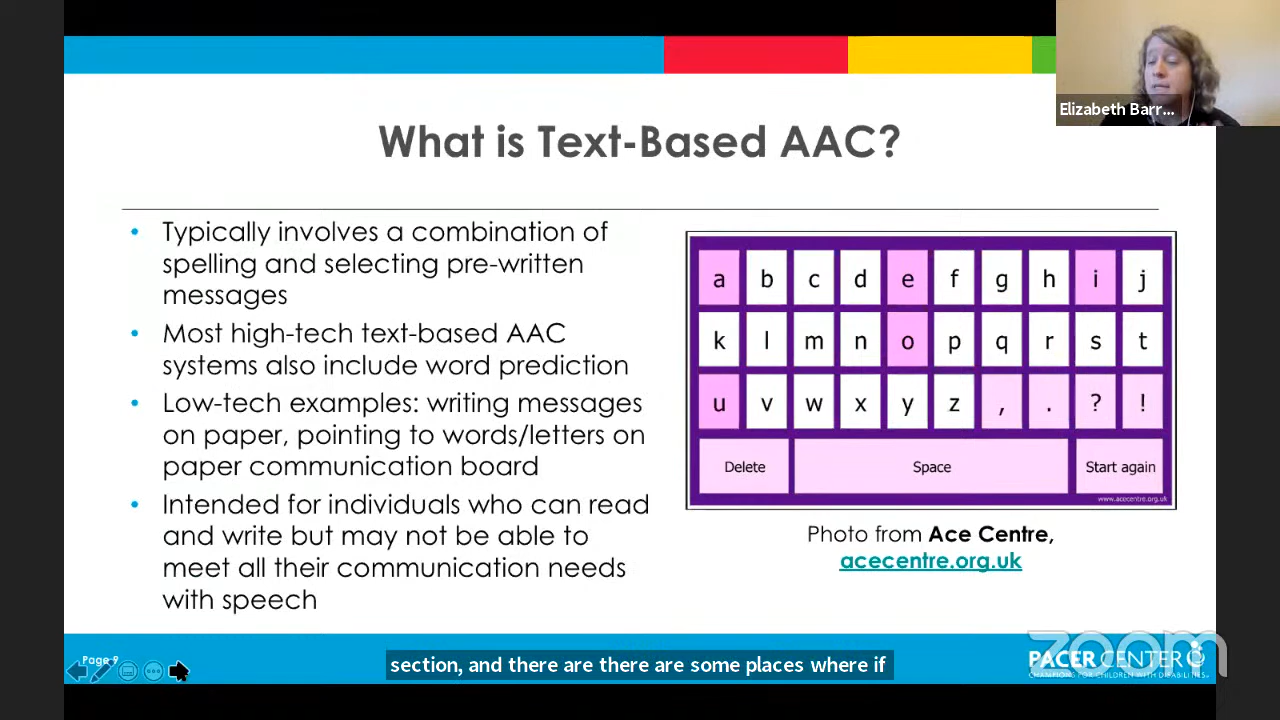 Elizabeth Barr...
What is Text-Based AAC?
• Typically involves a combination of
spelling and selecting pre-written
messages
• Most high-tech text-based AAC
systems also include word prediction
• Low-tech examples: writing messages
on paper, pointing to words/letters on
paper communication board
• Intended for individuals who can read
and write but may not be able to
meet all their communication needs
with speech
a b c d e f g h i j
k l m n o p q r s t
u v w x y z , . ? !
Delete Space Start again
www.acecentre.org.uk
Photo from Ace Centre,
acecentre.org.uk
Page 9
section, and there are there are some places where if
zoom
PACER CENTER
CHAMPIONS FOR CHILDREN WITH DISABILITIES